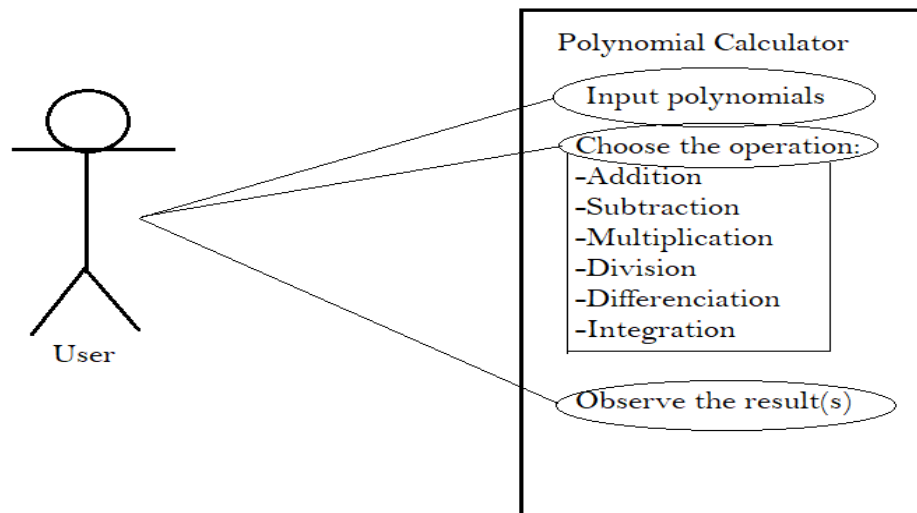 Polynomial Calculator
Input polynomials
Choose the operation:
-Addition
-Subtraction
-Multiplication
-Division
-Differenciation
-Integration
User
Observe the result(s)